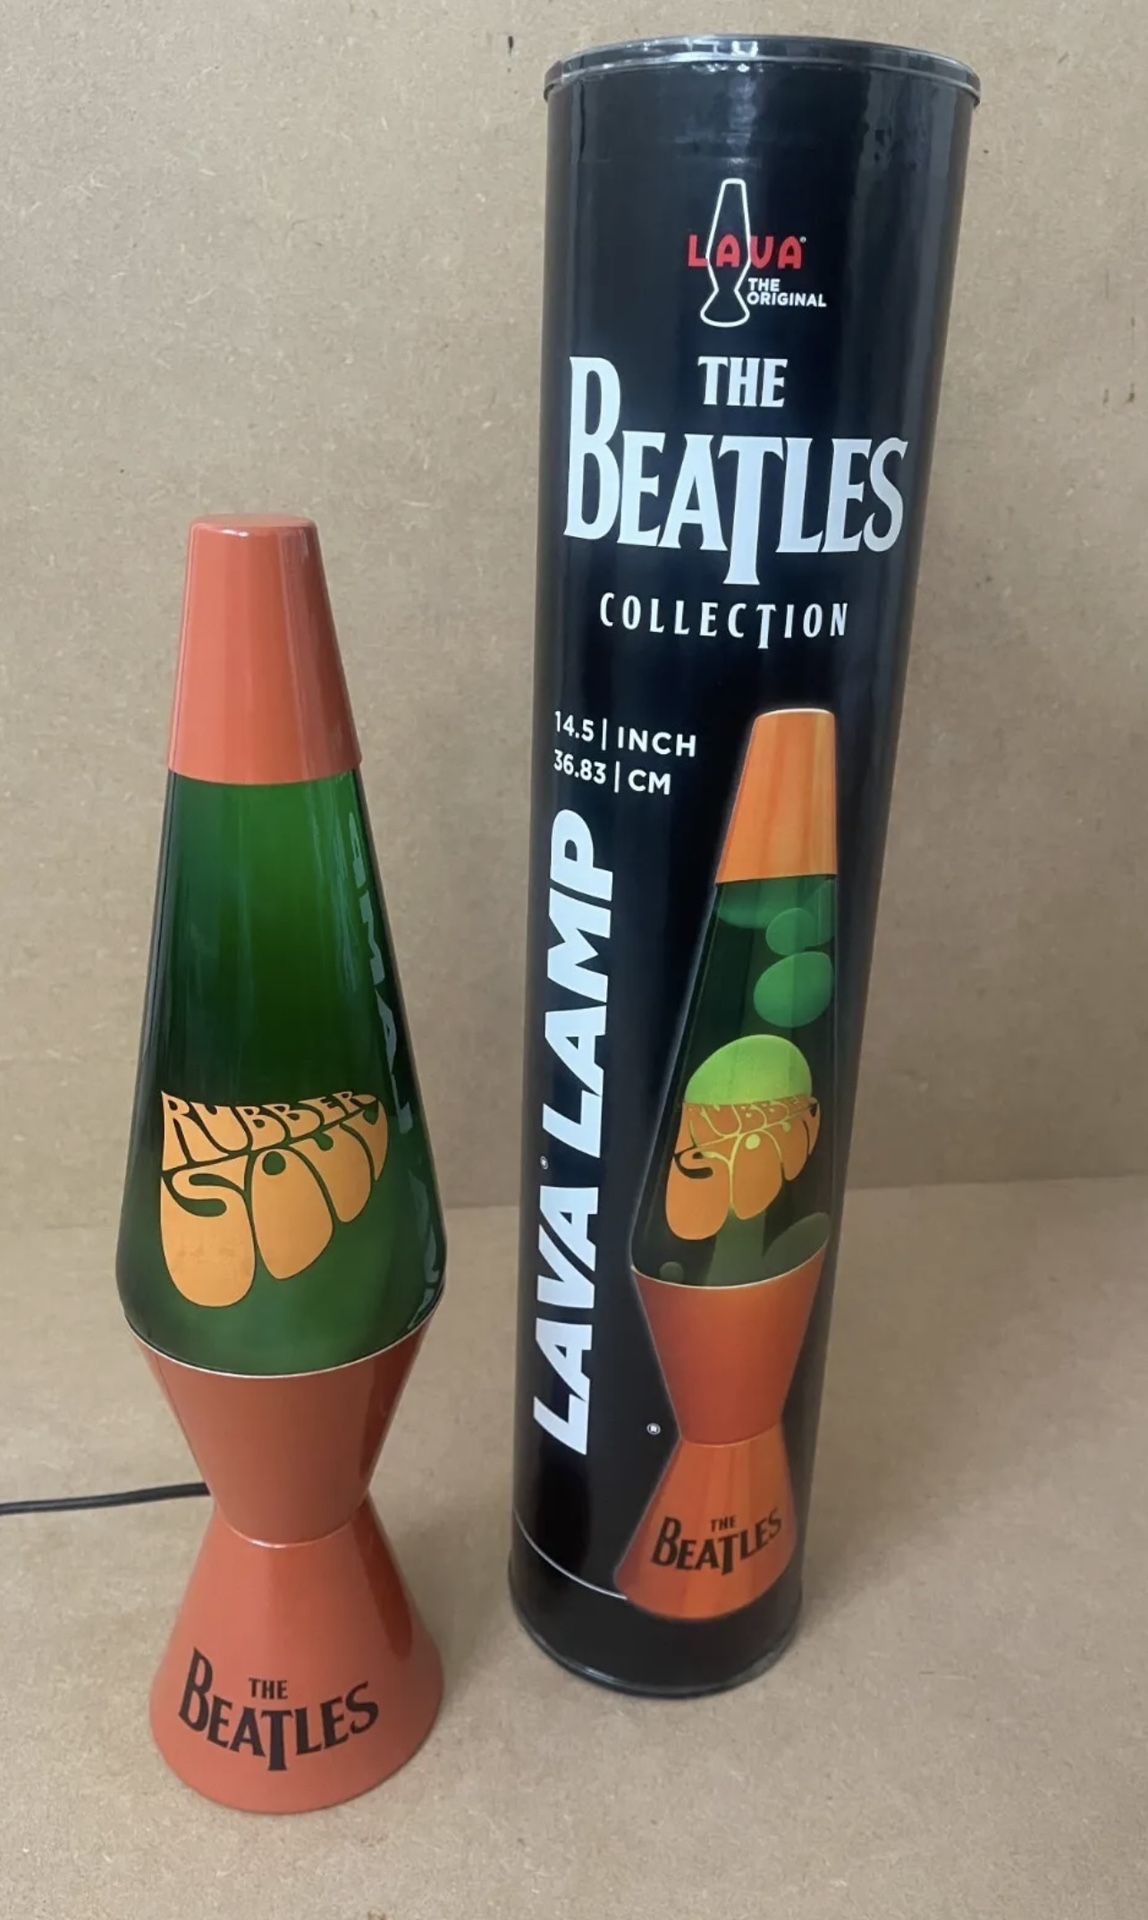 RUBBER
SOUL
THE
BEATLES
LAVA®
THE
ORIGINAL
THE
BEATLES
COLLECTION
14.5 | INCH
36.83 | CM
LAVA® LAMP
RUBBER
SOUL
®
THE
BEATLES